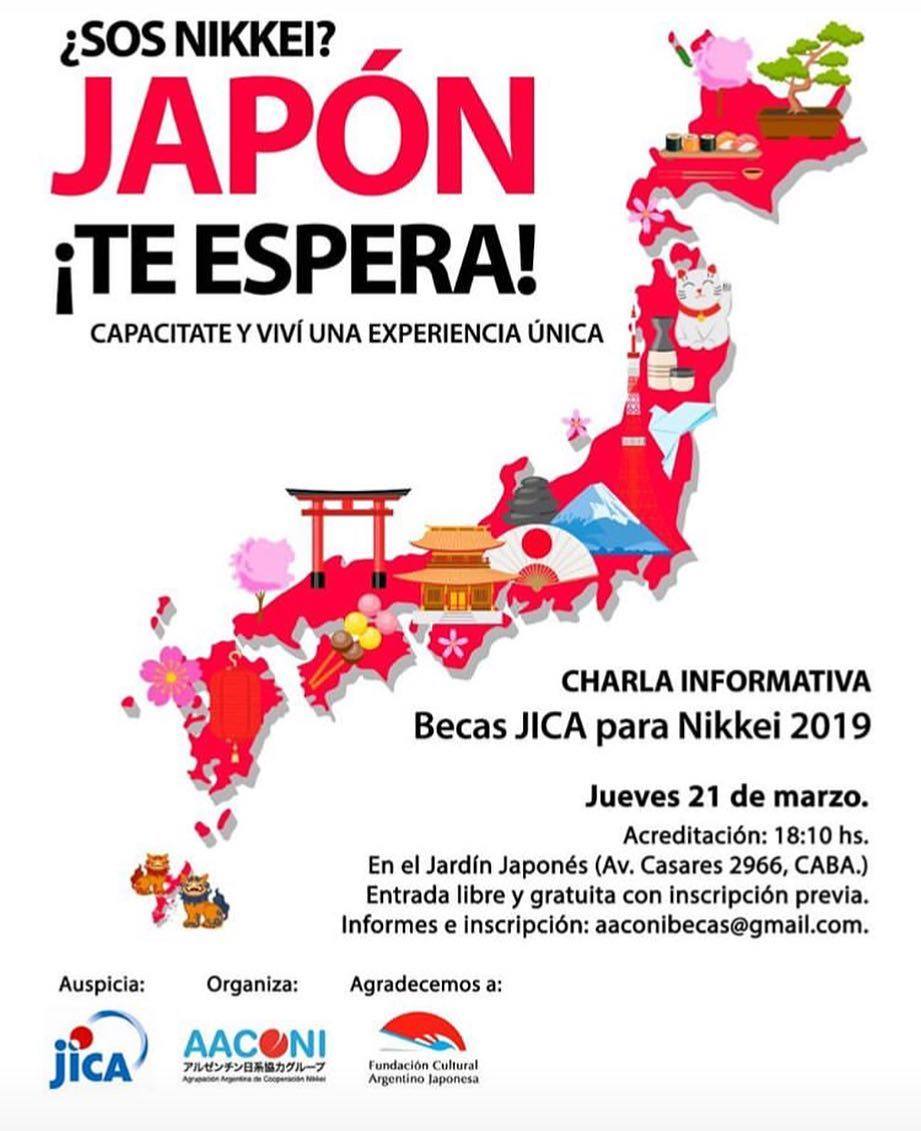 ¿SOS NIKKEI?
JAPÓN
¡TE ESPERA!
CAPACITATE Y VIVÍ UNA EXPERIENCIA ÚNICA
CHARLA INFORMATIVA
Becas JICA para Nikkei 2019
Jueves 21 de marzo.
Acreditación: 18:10 hs.
En el Jardín Japonés (Av. Casares 2966, CABA.)
Entrada libre y gratuita con inscripción previa.
Informes e inscripción: aaconibecas@gmail.com.
Auspicia:
Organiza:
Agradecemos a:
jICA
AACONI
アルゼンチン日系協力グループ
Agrupación Argentina de Cooperación Nikkei
Fundación Cultural
Argentino Japonesa